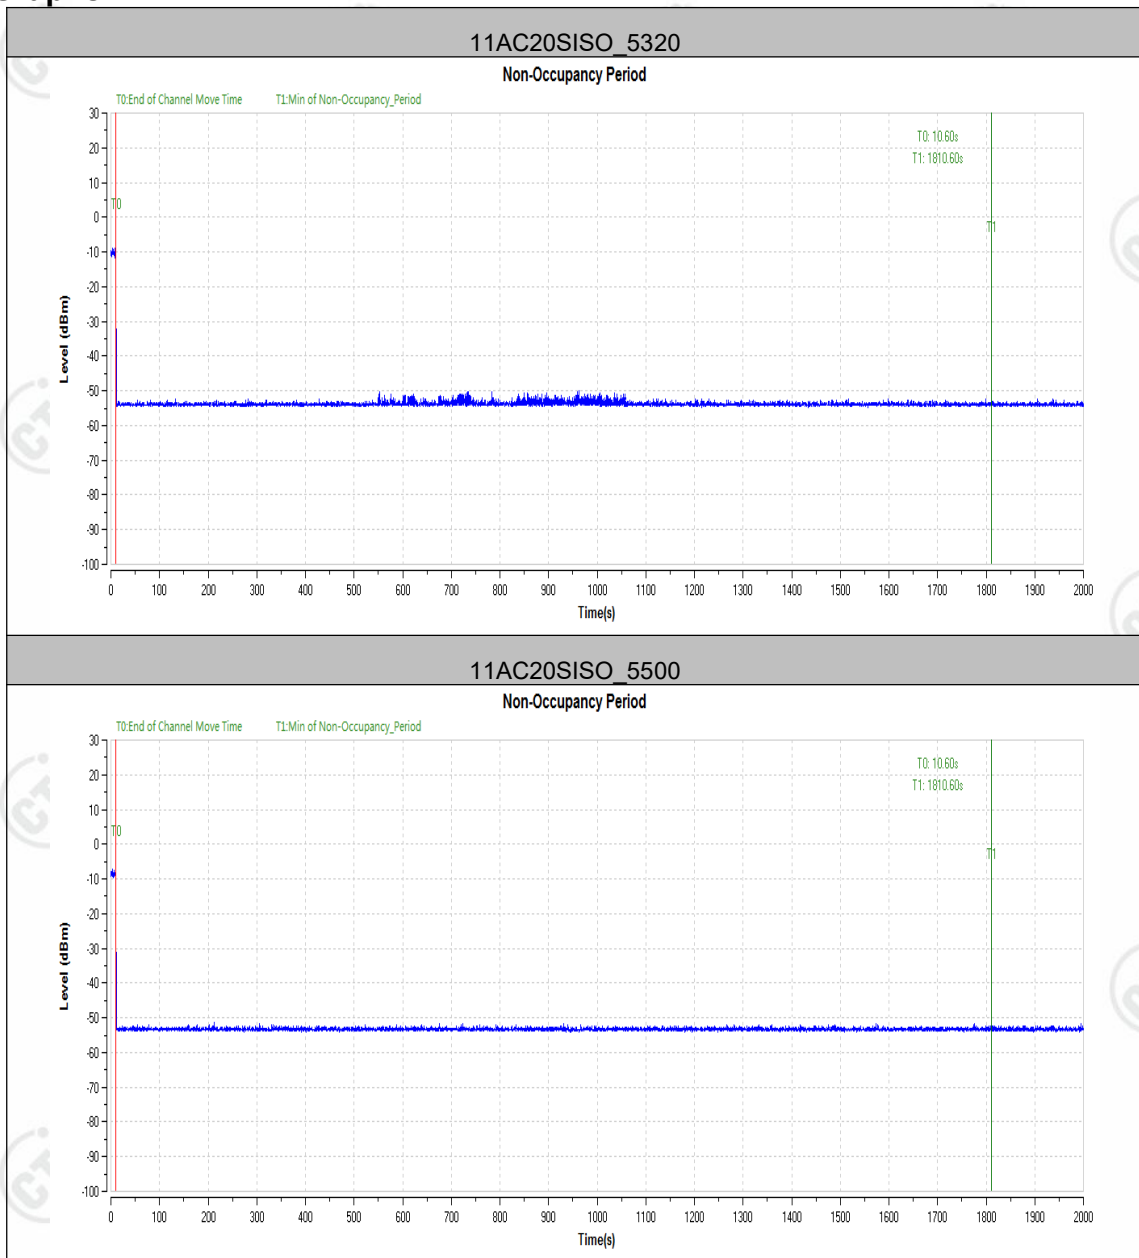 11AC20SISO_5320
Non-Occupancy Period
T0:End of Channel Move Time T1:Min of Non-Occupancy_Period
T0: 10.60s
T1: 1810.60s
T0
T1
Level (dBm)
30
20
10
0
-10
-20
-30
-40
-50
-60
-70
-80
-90
-100
0 100 200 300 400 500 600 700 800 900 1000 1100 1200 1300 1400 1500 1600 1700 1800 1900 2000
Time(s)
11AC20SISO_5500
Non-Occupancy Period
T0:End of Channel Move Time T1:Min of Non-Occupancy_Period
T0: 10.60s
T1: 1810.60s
T0
T1
Level (dBm)
30
20
10
0
-10
-20
-30
-40
-50
-60
-70
-80
-90
-100
0 100 200 300 400 500 600 700 800 900 1000 1100 1200 1300 1400 1500 1600 1700 1800 1900 2000
Time(s)